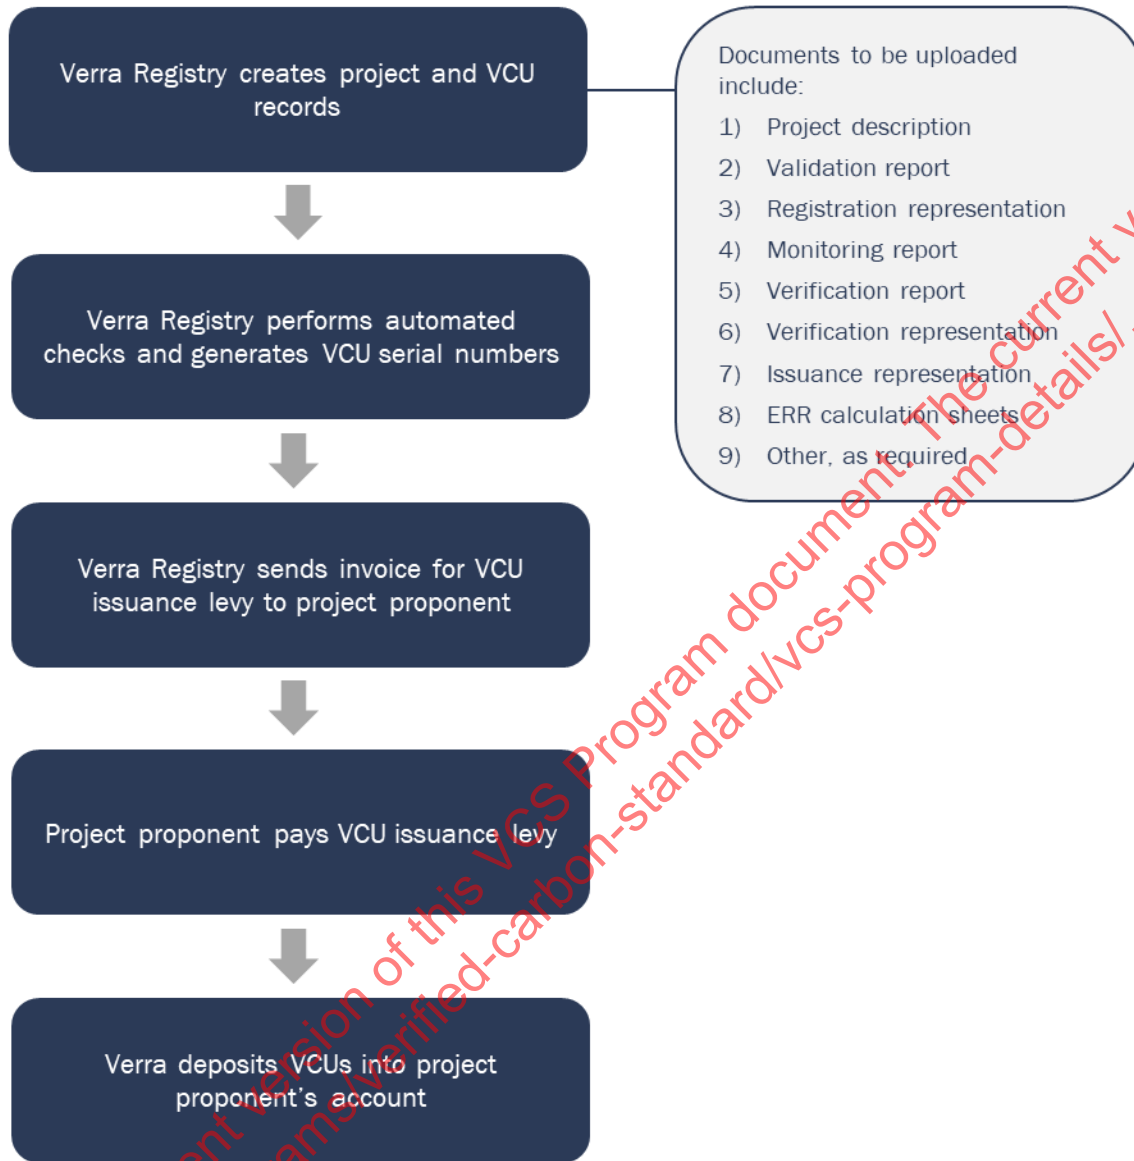 Verra Registry creates project and VCU
records
Documents to be uploaded
include:
1) Project description
2) Validation report
3) Registration representation
4) Monitoring report
5) Verification report
6) Verification representation
7) Issuance representation
8) ERR calculation sheets
9) Other, as required
Verra Registry performs automated
checks and generates VCU serial numbers
Verra Registry sends invoice for VCU
issuance levy to project proponent
Project proponent pays VCU issuance levy
Verra deposits VCUs into project
proponent's account
version of this VCS Program document. The current
verified-carbon-standard/vcs-program-details/